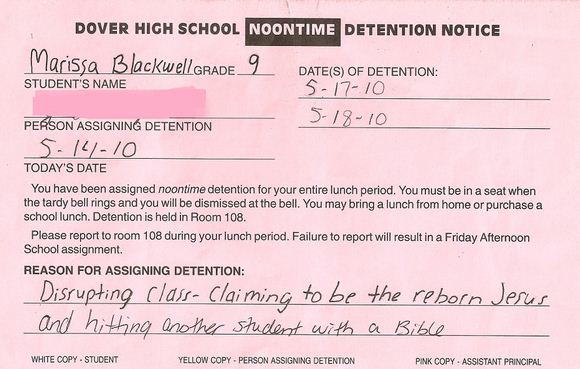 DOVER HIGH SCHOOL NOONTIME DETENTION NOTICE
Marissa Blackwell GRADE 9
STUDENT'S NAME
DATE(S) OF DETENTION:
5-17-10
5-18-10
PERSON ASSIGNING DETENTION
5-14-10
TODAY'S DATE
You have been assigned noontime detention for your entire lunch period. You must be in a seat when
the tardy bell rings and you will be dismissed at the bell. You may bring a lunch from home or purchase a
school lunch. Detention is held in Room 108.
Please report to room 108 during your lunch period. Failure to report will result in a Friday Afternoon
School assignment.
REASON FOR ASSIGNING DETENTION:
Disrupting class- Claiming to be the reborn Jesus
and hitting another student with a Bible
WHITE COPY - STUDENT YELLOW COPY - PERSON ASSIGNING DETENTION PINK COPY - ASSISTANT PRINCIPAL